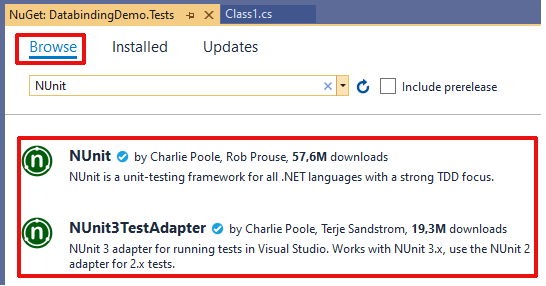 NuGet: DatabindingDemo.Tests
Class1.cs
Browse Installed Updates
NUnit
Include prerelease
NUnit by Charlie Poole, Rob Prouse, 57,6M downloads
NUnit is a unit-testing framework for all .NET languages with a strong TDD focus.
NUnit3TestAdapter by Charlie Poole, Terje Sandstrom, 19,3M downloads
NUnit 3 adapter for running tests in Visual Studio. Works with NUnit 3.x, use the NUnit 2
adapter for 2.x tests.